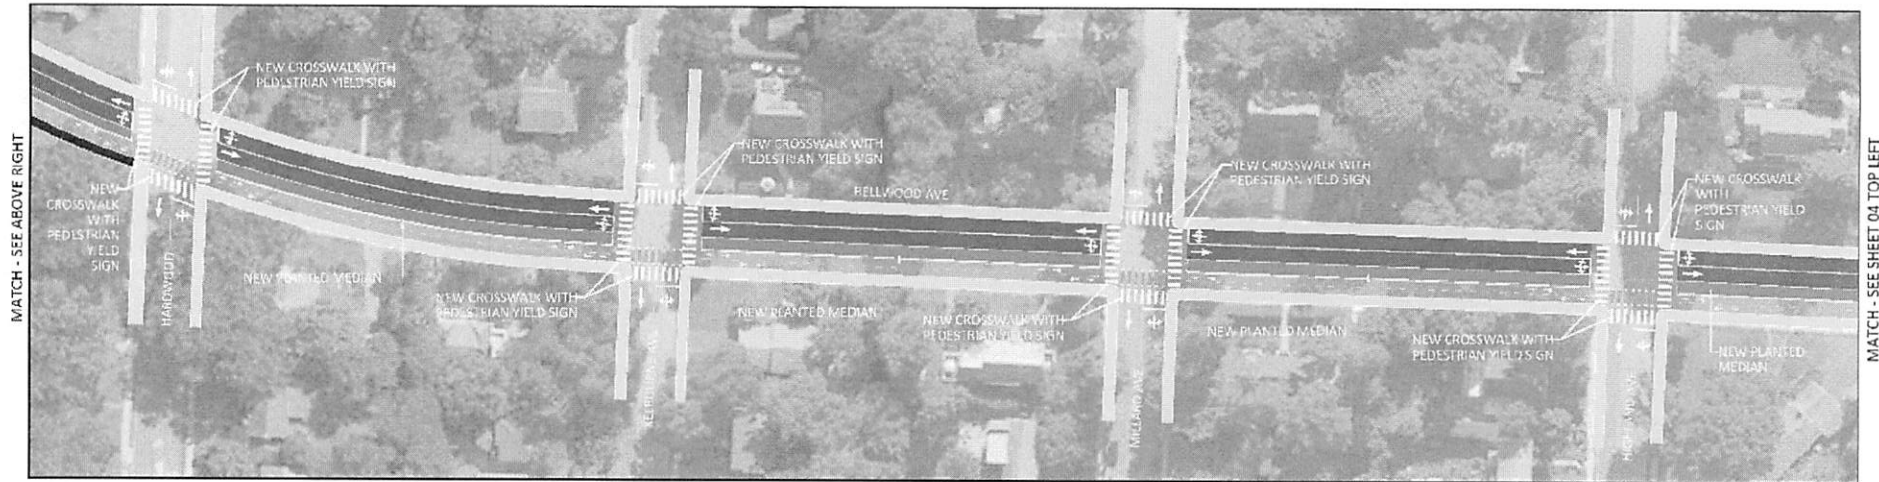 MATCH - SEE ABOVE RIGHT
NEW CROSSWALK WITH
PEDESTRIAN YIELD SIGN
NEW
CROSSWALK
WITH
PEDESTRIAN
YIELD
SIGN
HARDWOOD
NEW PLANTED MEDIAN
NEW CROSSWALK WITH
PEDESTRIAN YIELD SIGN
NEW CROSSWALK WITH
PEDESTRIAN YIELD SIGN
BELLWOOD AVE
NEW PLANTED MEDIAN
NEW CROSSWALK WITH
PEDESTRIAN YIELD SIGN
MILLARD AVE
NEW CROSSWALK WITH
PEDESTRIAN YIELD SIGN
NEW PLANTED MEDIAN
NEW CROSSWALK WITH
PEDESTRIAN YIELD SIGN
HIGHLAND AVE
NEW CROSSWALK
WITH
PEDESTRIAN YIELD
SIGN
NEW PLANTED
MEDIAN
MATCH - SEE SHEET 04 TOP LEFT